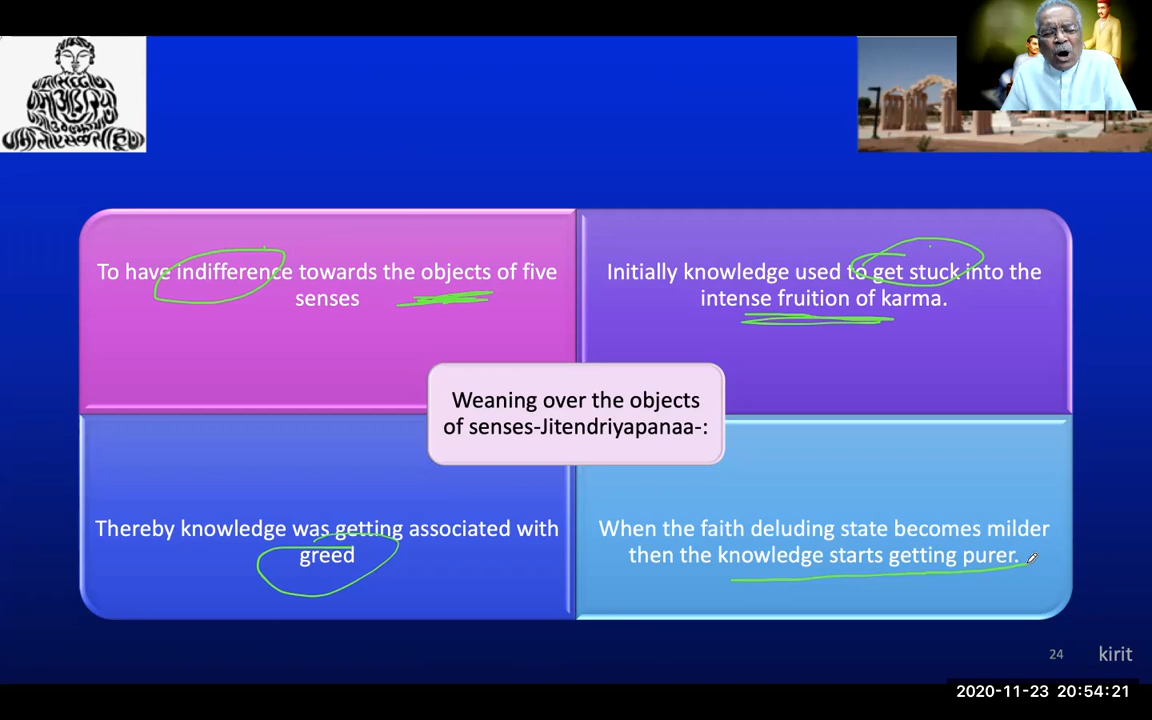 To have indifference towards the objects of five
senses
Initially knowledge used to get stuck into the
intense fruition of karma.
Weaning over the objects
of senses-Jitendriyapanaa-:
Thereby knowledge was getting associated with
greed
When the faith deluding state becomes milder
then the knowledge starts getting purer.
24
kirit
2020-11-23 20:54:21